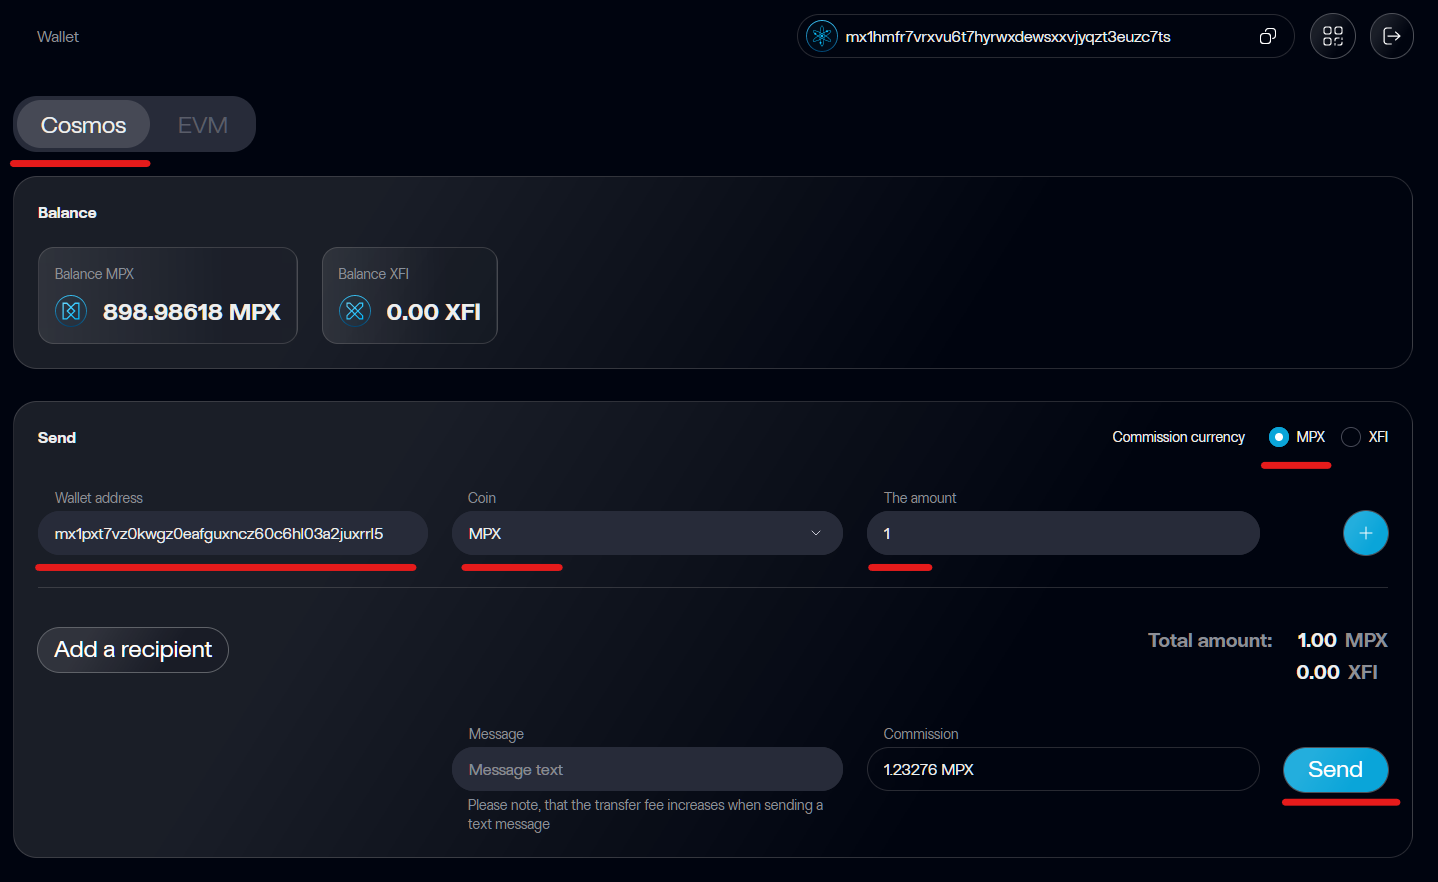 Wallet
mx1hmfr7vrxvu6t7hyrwxdewsxxvjyqzt3euzc7ts
Cosmos EVM
Balance
Balance MPX Balance XFI
898.98618 MPX 0.00 XFI
Send Commission currency MPX XFI
Wallet address Coin The amount
mx1pxt7vz0kwgz0eafguxncz60c6hl03a2juxrrl5 MPX 1
Add a recipient
Total amount: 1.00 MPX
0.00 XFI
Message Commission
Message text 1.23276 MPX Send
Please note, that the transfer fee increases when sending a
text message